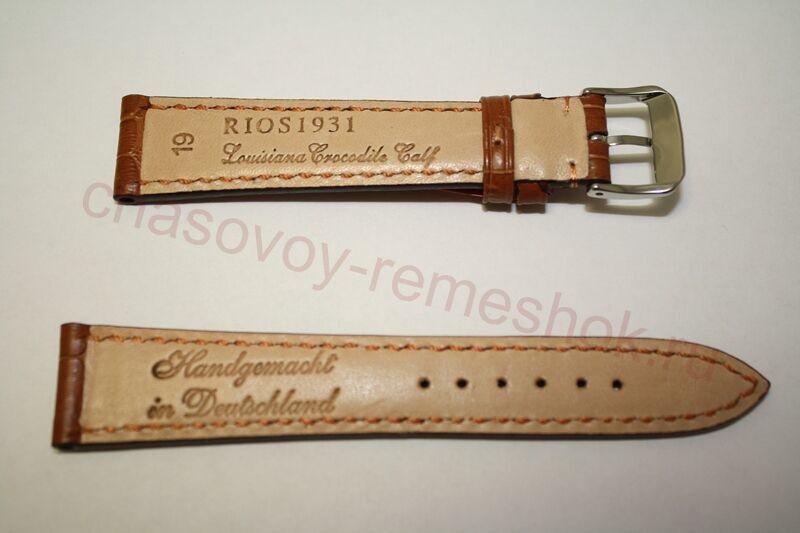 19
RIOS1931
Louisiana Crocodile Calf
chasovoy-remeshok.ru
Handgemacht
in Deutschland